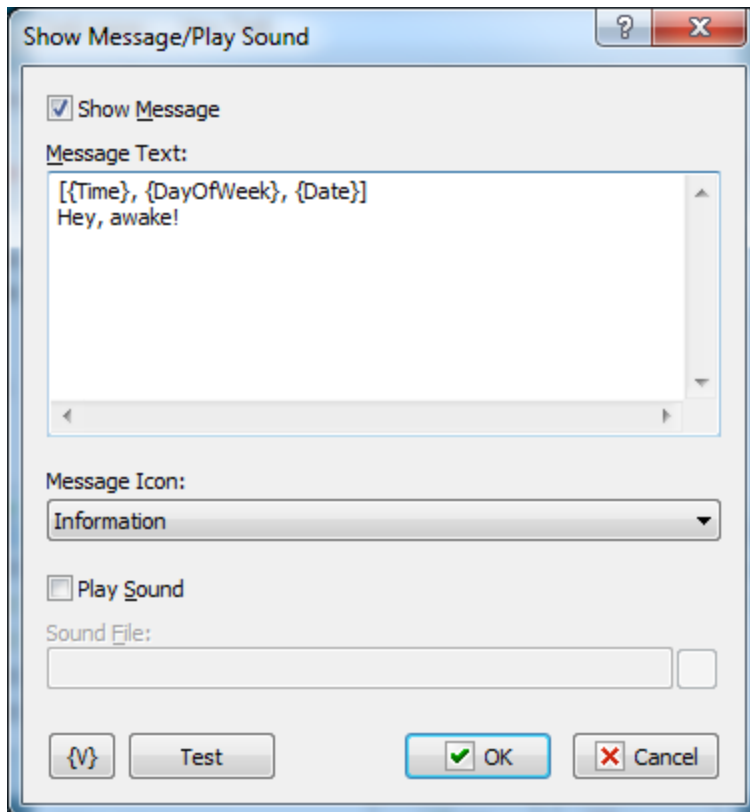 Show Message/Play Sound
Show Message
Message Text:
[{Time}, {DayOfWeek}, {Date}]
Hey, awake!
Message Icon:
Information
Play Sound
Sound File:
{V} Test OK Cancel